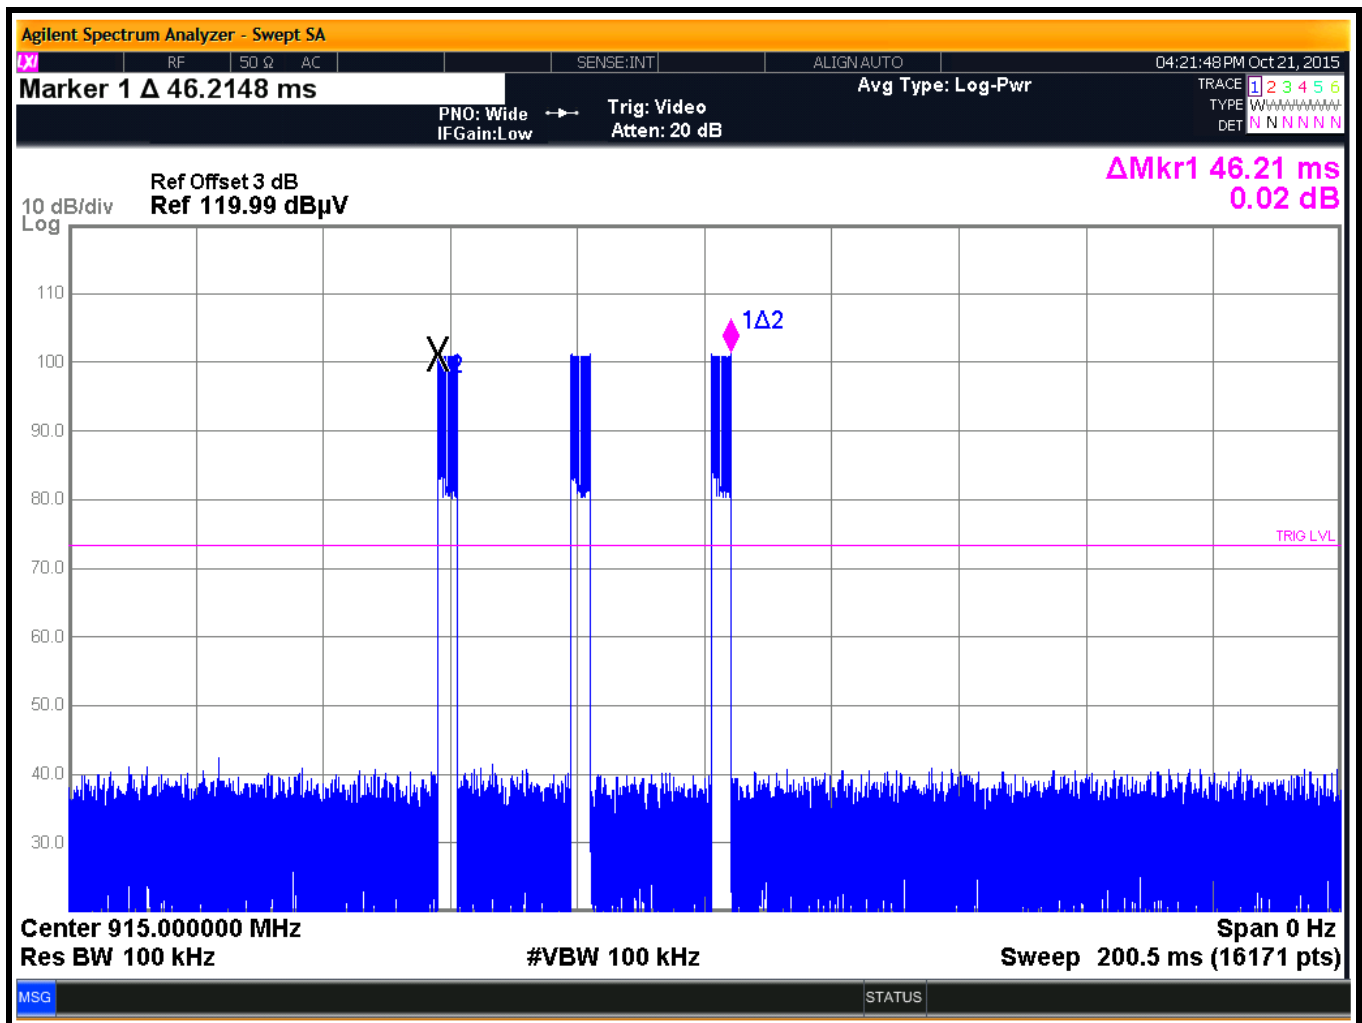 Agilent Spectrum Analyzer - Swept SA
LXI RF 50 Ω AC SENSE:INT ALIGN AUTO 04:21:48 PM Oct 21, 2015
Marker 1 Δ 46.2148 ms
PNO: Wide
IFGain:Low
Trig: Video
Atten: 20 dB
Avg Type: Log-Pwr
TRACE 1 2 3 4 5 6
TYPE W
DET N N N N N N
ΔMkr1 46.21 ms
0.02 dB
Ref Offset 3 dB
10 dB/div Ref 119.99 dBµV
Log
110
100
90.0
80.0
70.0
60.0
50.0
40.0
30.0
X2
1Δ2
TRIG LVL
Center 915.000000 MHz Span 0 Hz
Res BW 100 kHz #VBW 100 kHz Sweep 200.5 ms (16171 pts)
MSG STATUS